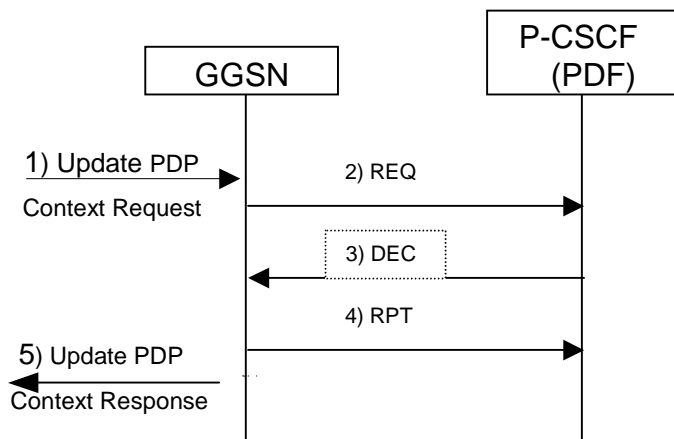 GGSN
P-CSCF
(PDF)
1) Update PDP
Context Request
2) REQ
3) DEC
4) RPT
5) Update PDP
Context Response